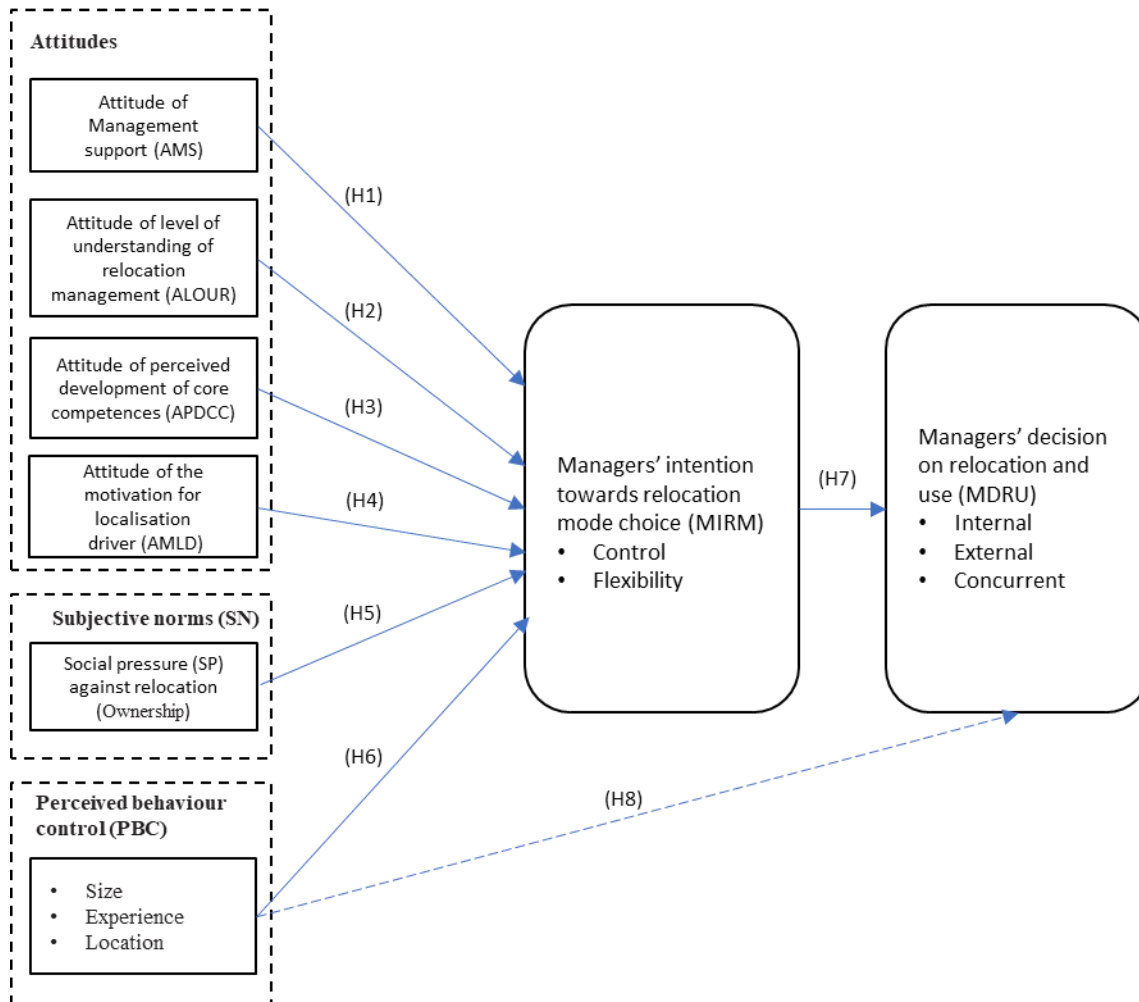 Attitudes
Attitude of
Management
support (AMS)
Attitude of level of
understanding of
relocation
management (ALOUR)
Attitude of perceived
development of core
competences (APDCC)
Attitude of the
motivation for
localisation
driver (AMLD)
Subjective norms (SN)
Social pressure (SP)
against relocation
(Ownership)
Perceived behaviour
control (PBC)
• Size
• Experience
• Location
(H1)
(H2)
(H3)
(H4)
(H5)
(H6)
Managers’ intention
towards relocation
mode choice (MIRM)
• Control
• Flexibility
(H7)
(H8)
Managers’ decision
on relocation and
use (MDRU)
• Internal
• External
• Concurrent